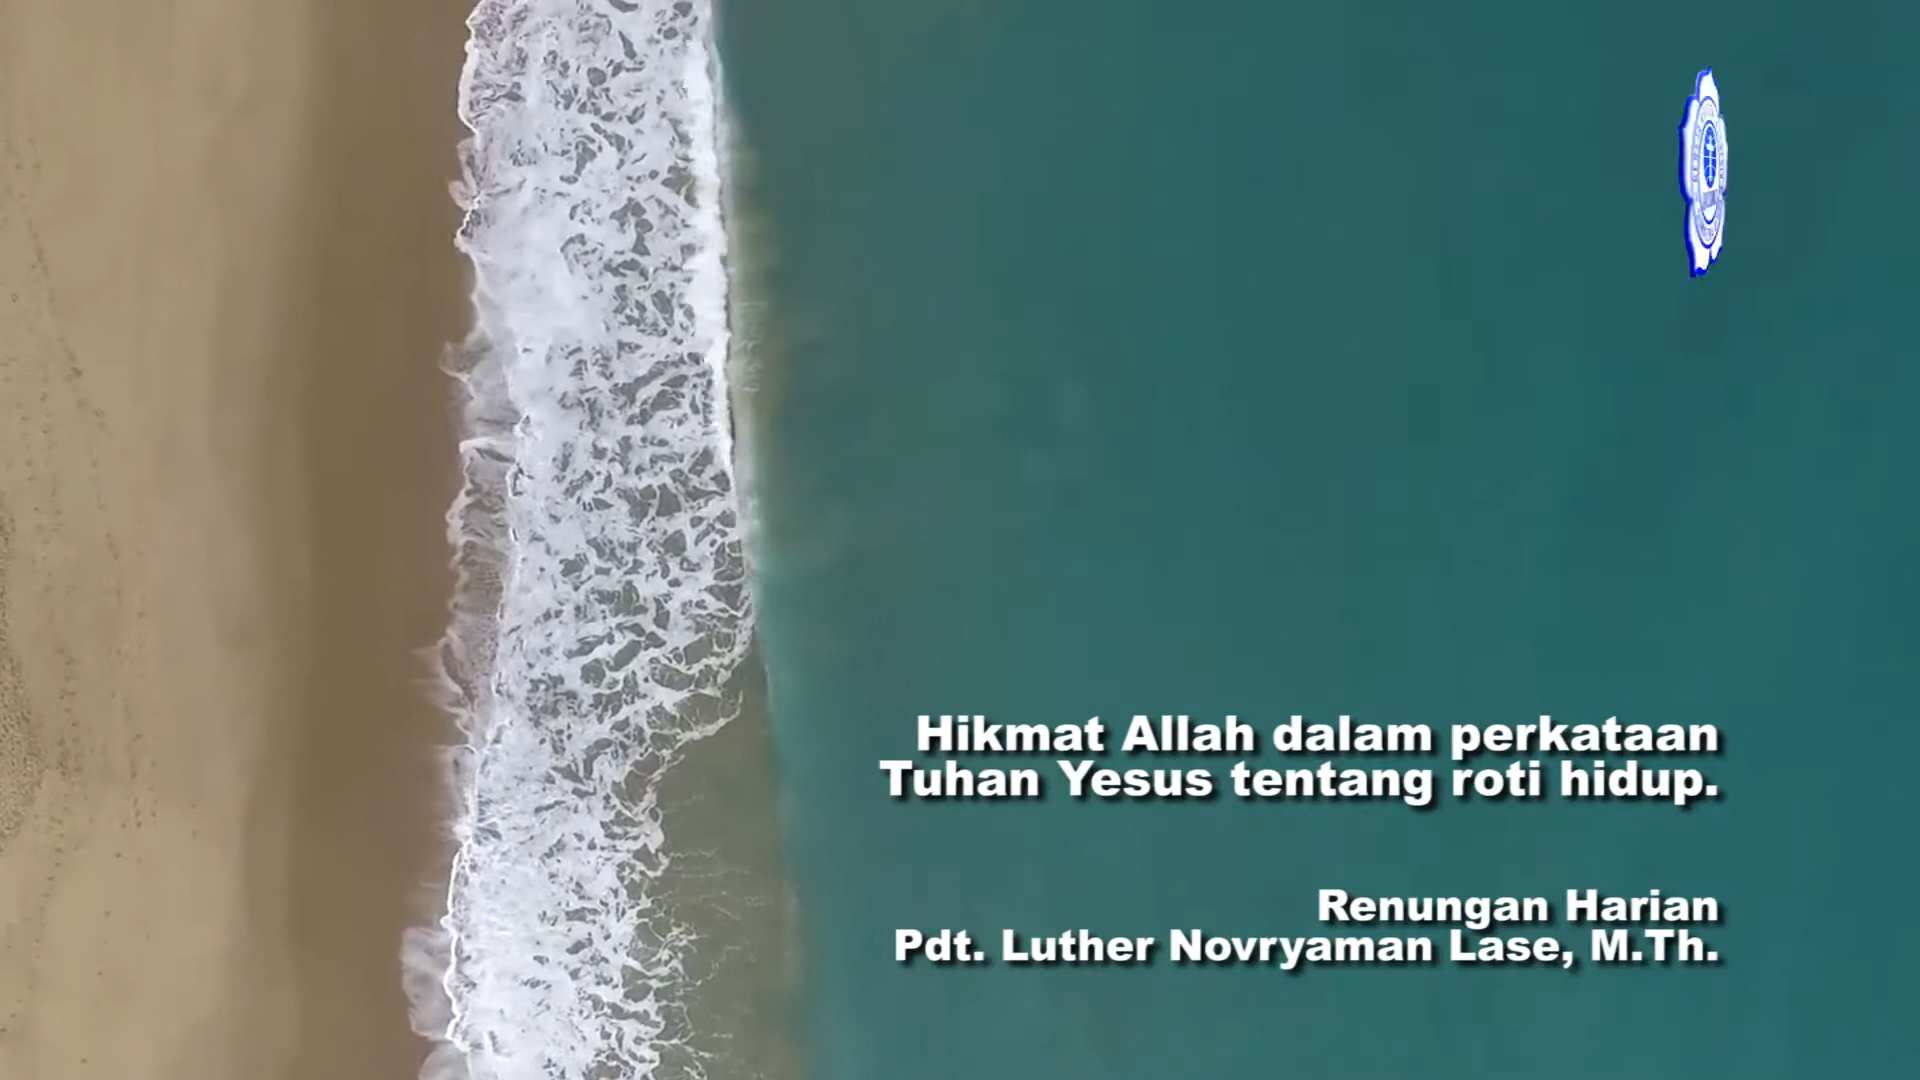 Hikmat Allah dalam perkataan
Tuhan Yesus tentang roti hidup.
Renungan Harian
Pdt. Luther Novryaman Lase, M.Th.